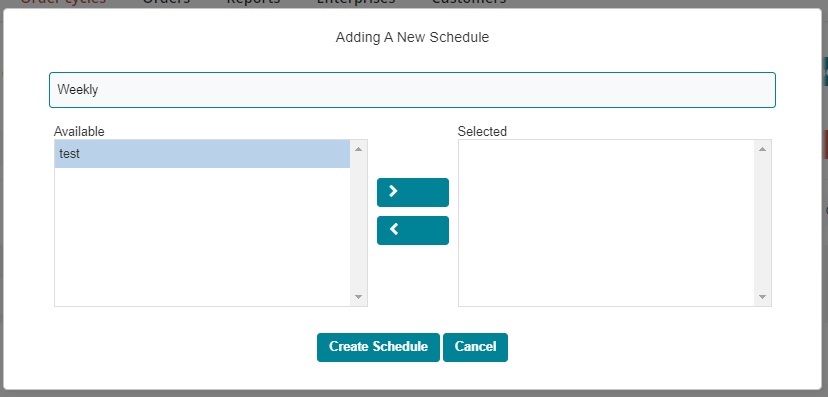 Order cycles Orders Reports Enterprises Customers
Adding A New Schedule
Weekly
Available Selected
test
Create Schedule Cancel